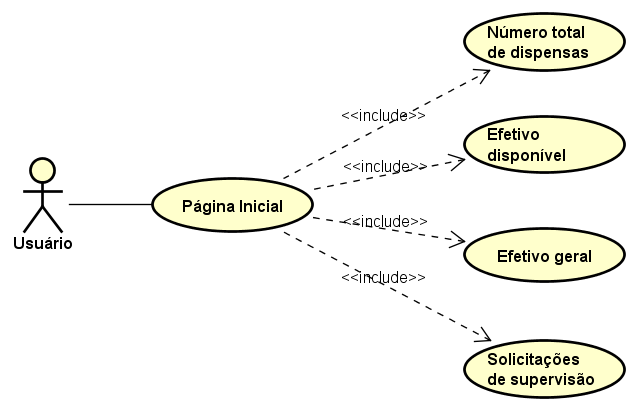 Número total
de dispensas
<<include>>
Efetivo
disponível
<<include>>
Página Inicial
Usuário
<<include>>
Efetivo geral
<<include>>
Solicitações
de supervisão